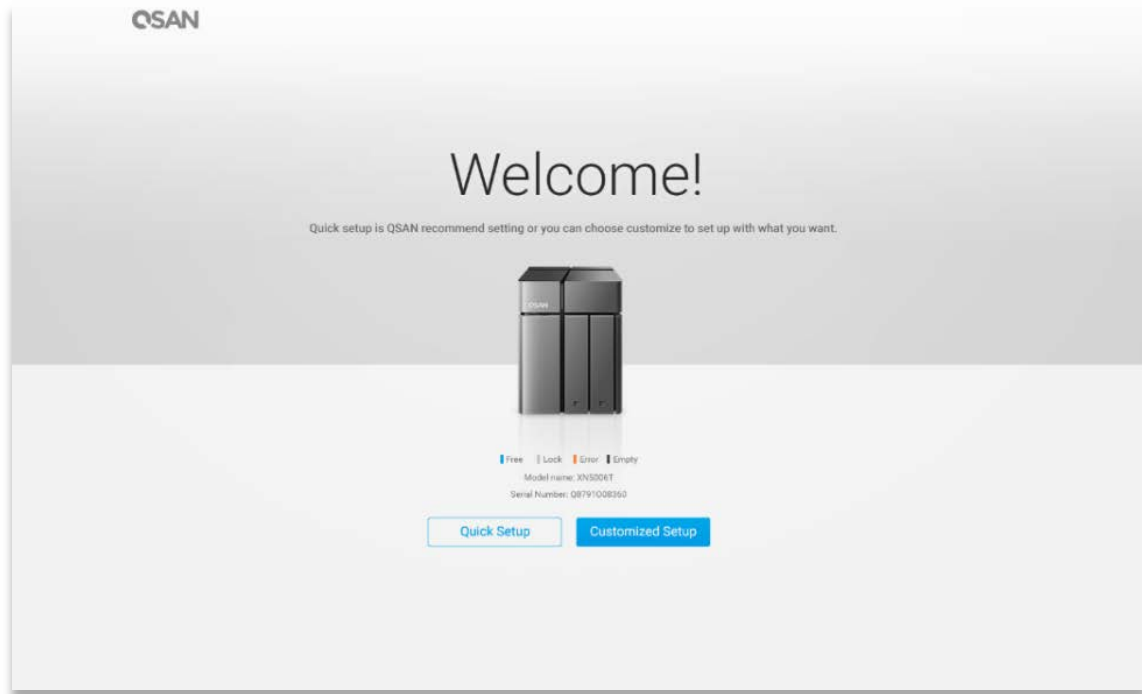 QSAN
Welcome!
Quick setup is QSAN recommend setting or you can choose customize to set up with what you want.
QSAN
Free Lock Error Empty
Model name: XN5006T
Serial Number: Q8791O08360
Quick Setup Customized Setup